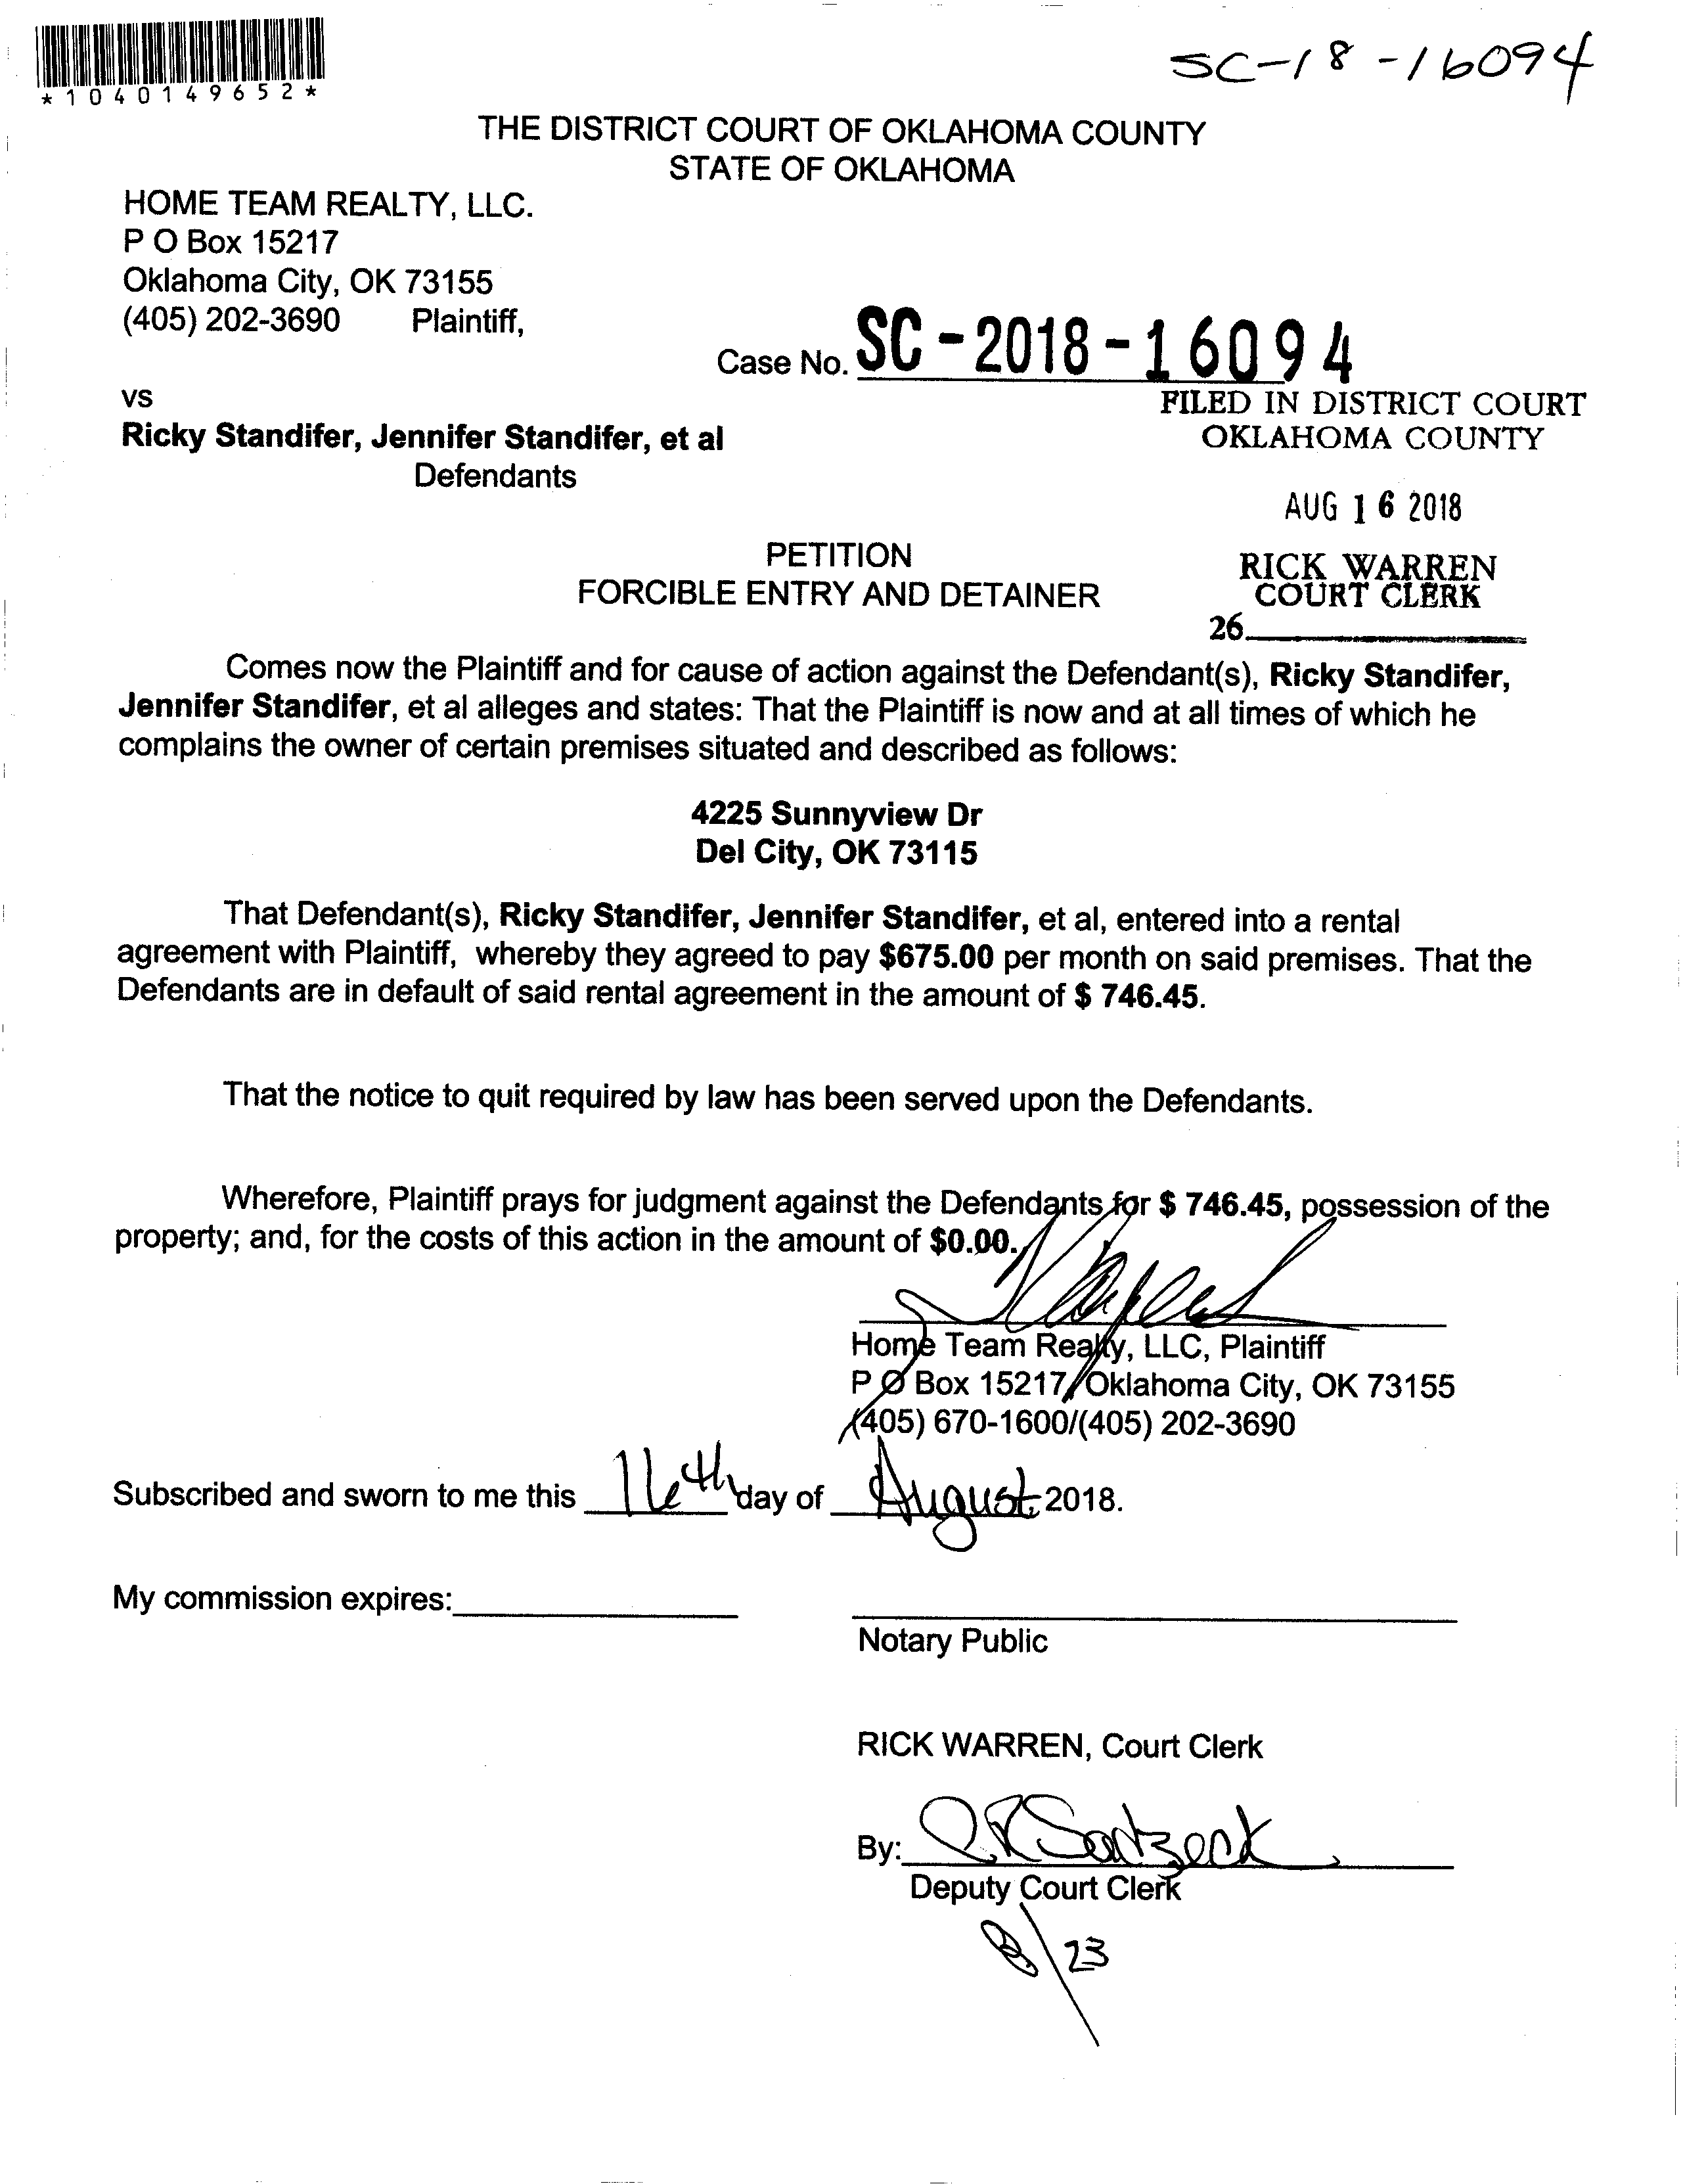 *1040149652*
SC-18-16094
THE DISTRICT COURT OF OKLAHOMA COUNTY
STATE OF OKLAHOMA
HOME TEAM REALTY, LLC.
P O Box 15217
Oklahoma City, OK 73155
(405) 202-3690 Plaintiff,
Case No. SC-2018-16094
vs
Ricky Standifer, Jennifer Standifer, et al
Defendants
FILED IN DISTRICT COURT
OKLAHOMA COUNTY
AUG 16 2018
RICK WARREN
COURT CLERK
26
PETITION
FORCIBLE ENTRY AND DETAINER
Comes now the Plaintiff and for cause of action against the Defendant(s), Ricky Standifer,
Jennifer Standifer, et al alleges and states: That the Plaintiff is now and at all times of which he
complains the owner of certain premises situated and described as follows:
4225 Sunnyview Dr
Del City, OK 73115
That Defendant(s), Ricky Standifer, Jennifer Standifer, et al, entered into a rental
agreement with Plaintiff, whereby they agreed to pay $675.00 per month on said premises. That the
Defendants are in default of said rental agreement in the amount of $ 746.45.
That the notice to quit required by law has been served upon the Defendants.
Wherefore, Plaintiff prays for judgment against the Defendants for $ 746.45, possession of the
property; and, for the costs of this action in the amount of $0.00.
Home Team Realty, LLC, Plaintiff
P O Box 15217/Oklahoma City, OK 73155
(405) 670-1600/(405) 202-3690
Subscribed and sworn to me this 16th day of August 2018.
My commission expires:
Notary Public
RICK WARREN, Court Clerk
By:
Deputy Court Clerk
8/23